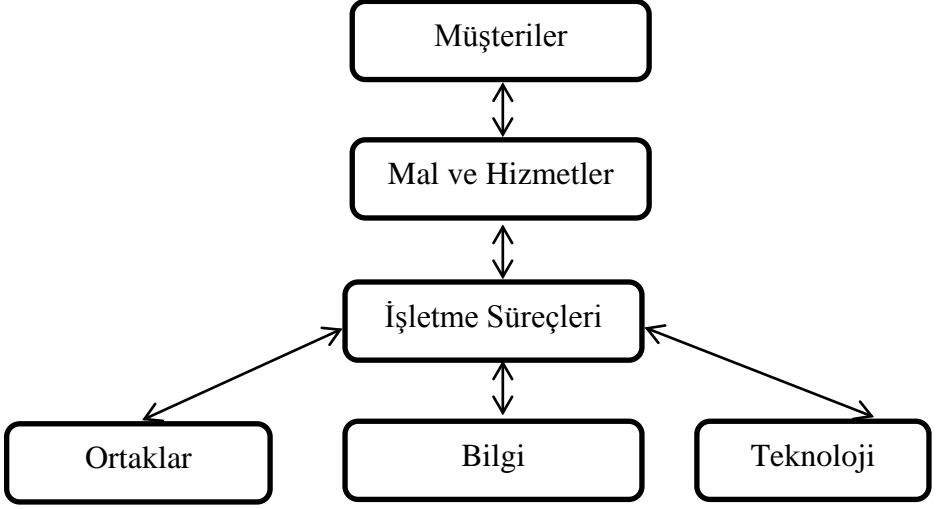 Müşteriler
Mal ve Hizmetler
İşletme Süreçleri
Ortaklar
Bilgi
Teknoloji